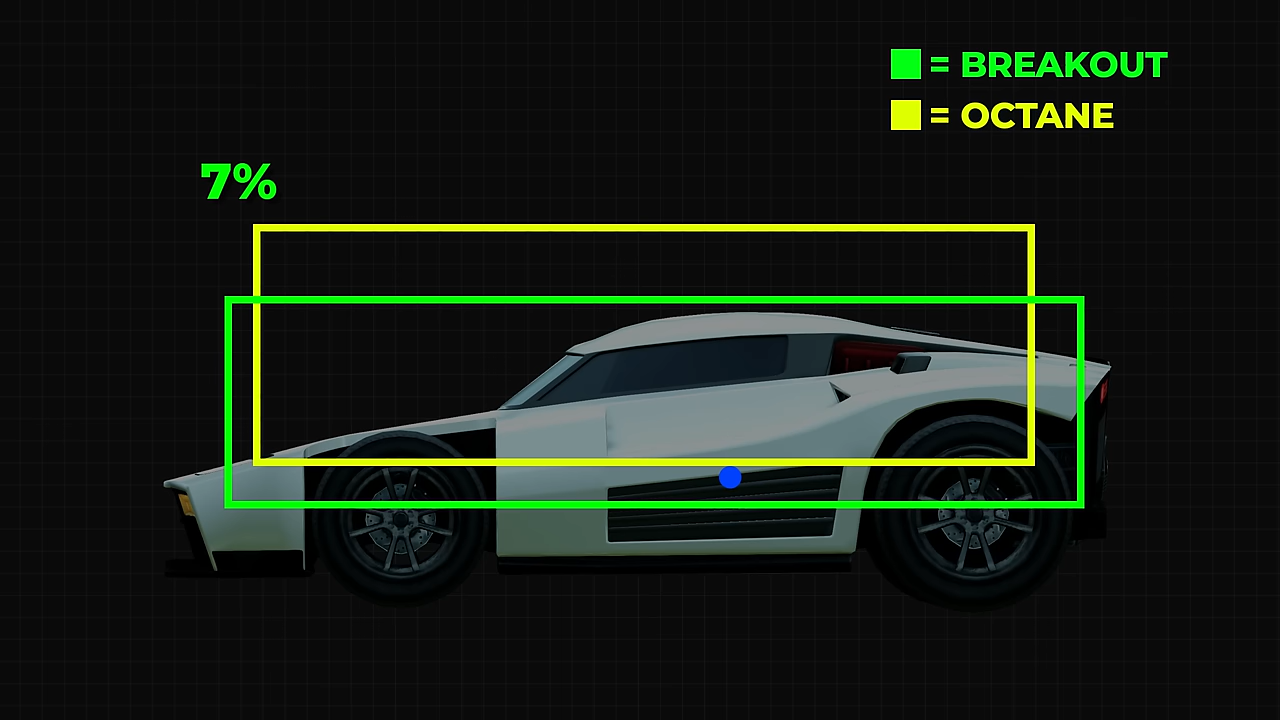 = BREAKOUT
= OCTANE
7%